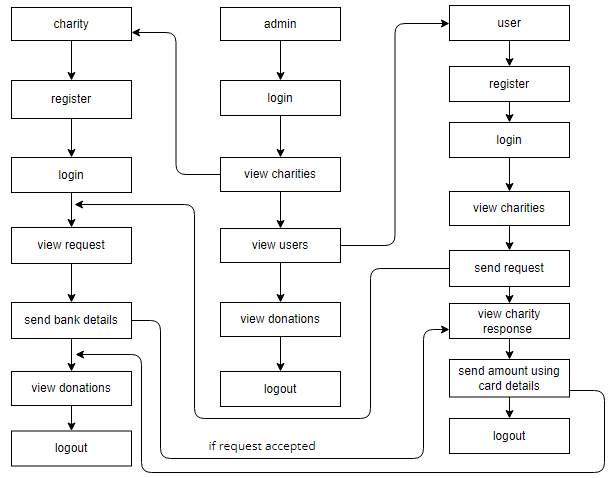 charity
register
login
view request
send bank details
view donations
logout
admin
login
view charities
view users
view donations
logout
user
register
login
view charities
send request
view charity
response
send amount using
card details
logout
if request accepted